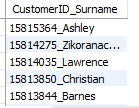 CustomerID_Surname
15815364_Ashley
15814275_Zikoranac...
15814035_Lawrence
15813850_Christian
15813844_Barnes